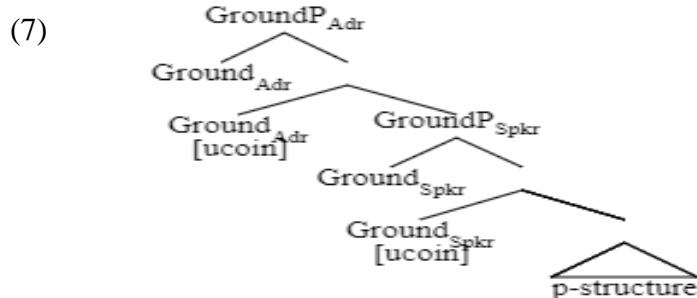 (7)
GroundP_Adr
Ground_Adr
Ground_Adr
[ucoin]
GroundP_Spkr
Ground_Spkr
Ground_Spkr
[ucoin]
p-structure